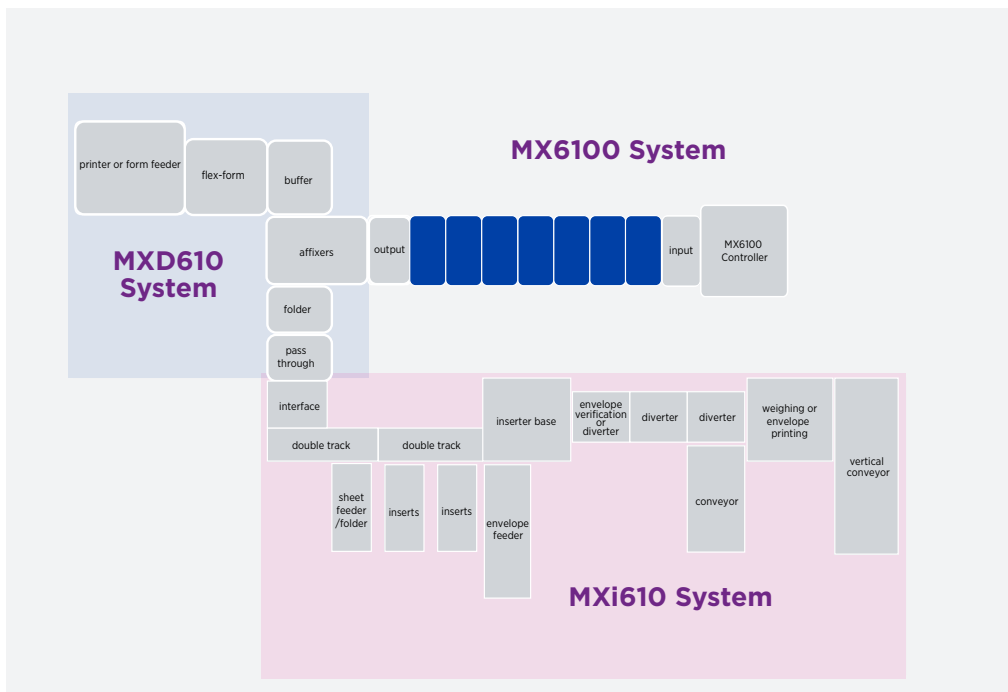 MX6100 System
printer or form feeder
flex-form
buffer
MXD610
System
affixers
output
input
MX6100
Controller
folder
pass
through
interface
double track
double track
inserter base
envelope
verification
or
diverter
diverter
diverter
weighing or
envelope
printing
vertical
conveyor
sheet
feeder
/folder
inserts
inserts
envelope
feeder
conveyor
MXi610 System